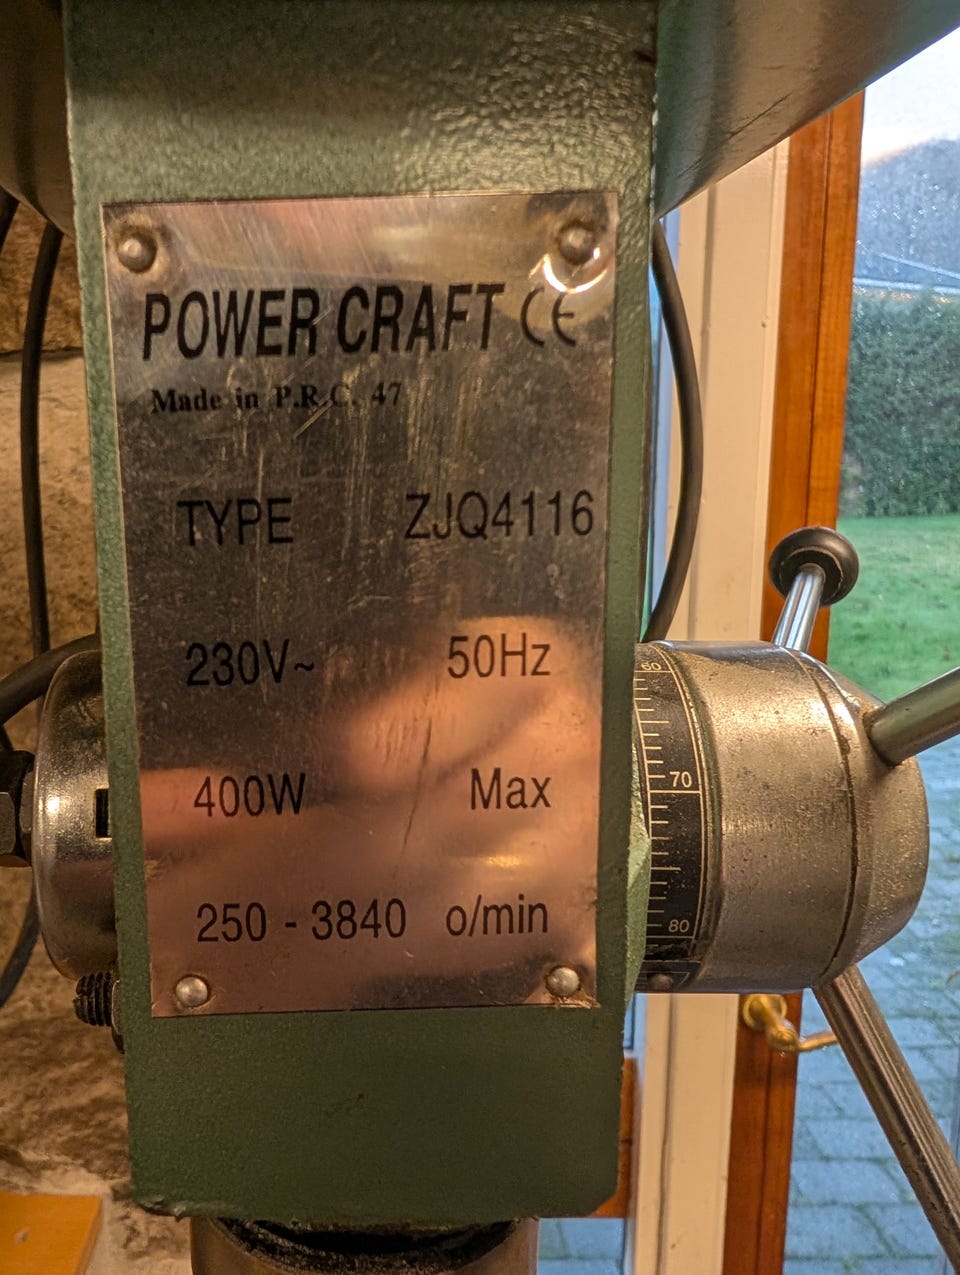 POWER CRAFT CE
Made in P.R.C. 47
TYPE ZJQ4116
230V~ 50Hz
400W Max
250 - 3840 o/min
60
70
80